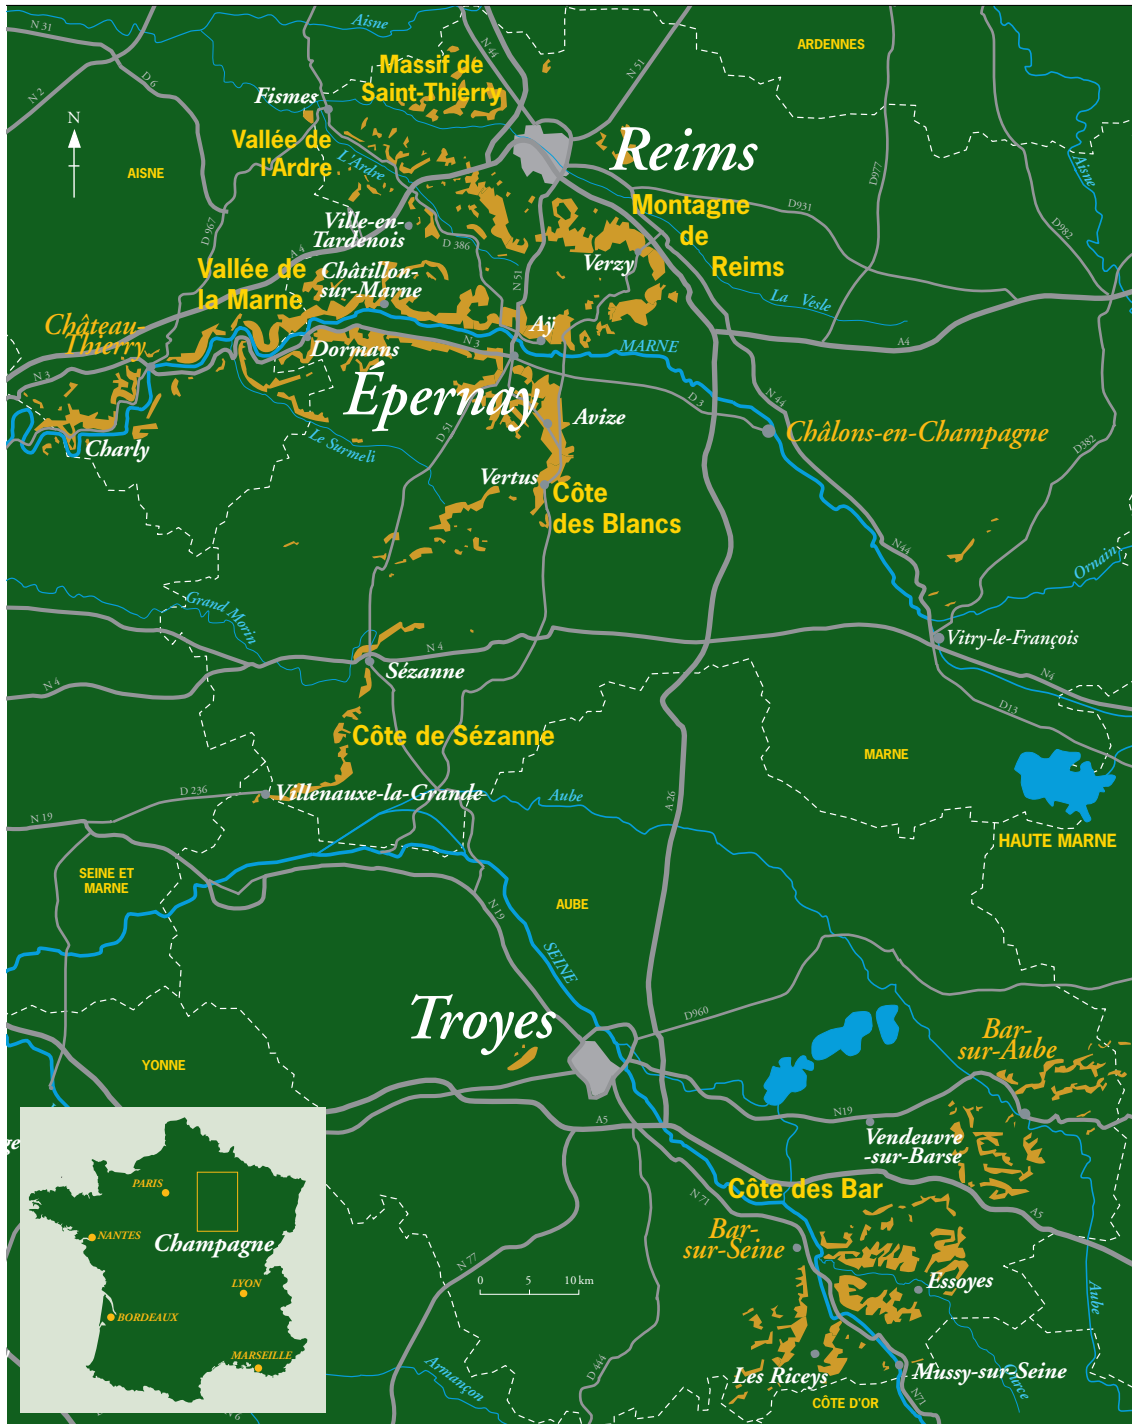 N 31
Aisne
N 44
N 51
ARDENNES
D 6
Massif de
Saint-Thierry
N 2
Fismes
N
Vallée de
l'Ardre
Reims
L'Ardre
AISNE
D977
Aisne
Montagne
de
Reims
D931
Ville-en-
Tardenois
D 967
A 4
D 386
D982
Verzy
Vallée de
la Marne
Châtillon-
sur-Marne
N 51
La Vesle
Château-
Thierry
Aÿ
MARNE
A4
N 3
Dormans
N 3
Épernay
D 3
N 44
Avize
Châlons-en-Champagne
Charly
D 51
Le Surmeli
D382
Vertus
Côte
des Blancs
N44
Ornain
Grand Morin
N 4
Vitry-le-François
Sézanne
N 4
N4
D13
Côte de Sézanne
MARNE
D 236
Villenauxe-la-Grande
Aube
A 26
N 19
HAUTE MARNE
SEINE ET
MARNE
N 19
AUBE
SEINE
Troyes
D960
Bar-
sur-Aube
YONNE
N19
A5
Vendeuvre
-sur-Barse
ge
PARIS
Côte des Bar
N 71
A5
NANTES
Champagne
Bar-
sur-Seine
N 77
LYON
0 5 10 km
Essoyes
Aube
BORDEAUX
MARSEILLE
Armançon
D 444
Les Riceys
Mussy-sur-Seine
CÔTE D'OR
N71